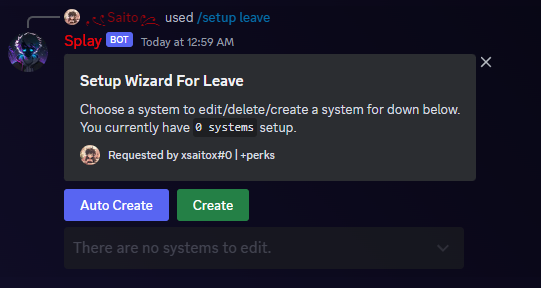 Saito used /setup leave
Splay BOT Today at 12:59 AM
Setup Wizard For Leave
Choose a system to edit/delete/create a system for down below.
You currently have 0 systems setup.
Requested by xsaitox#0 | +perks
Auto Create Create
There are no systems to edit.